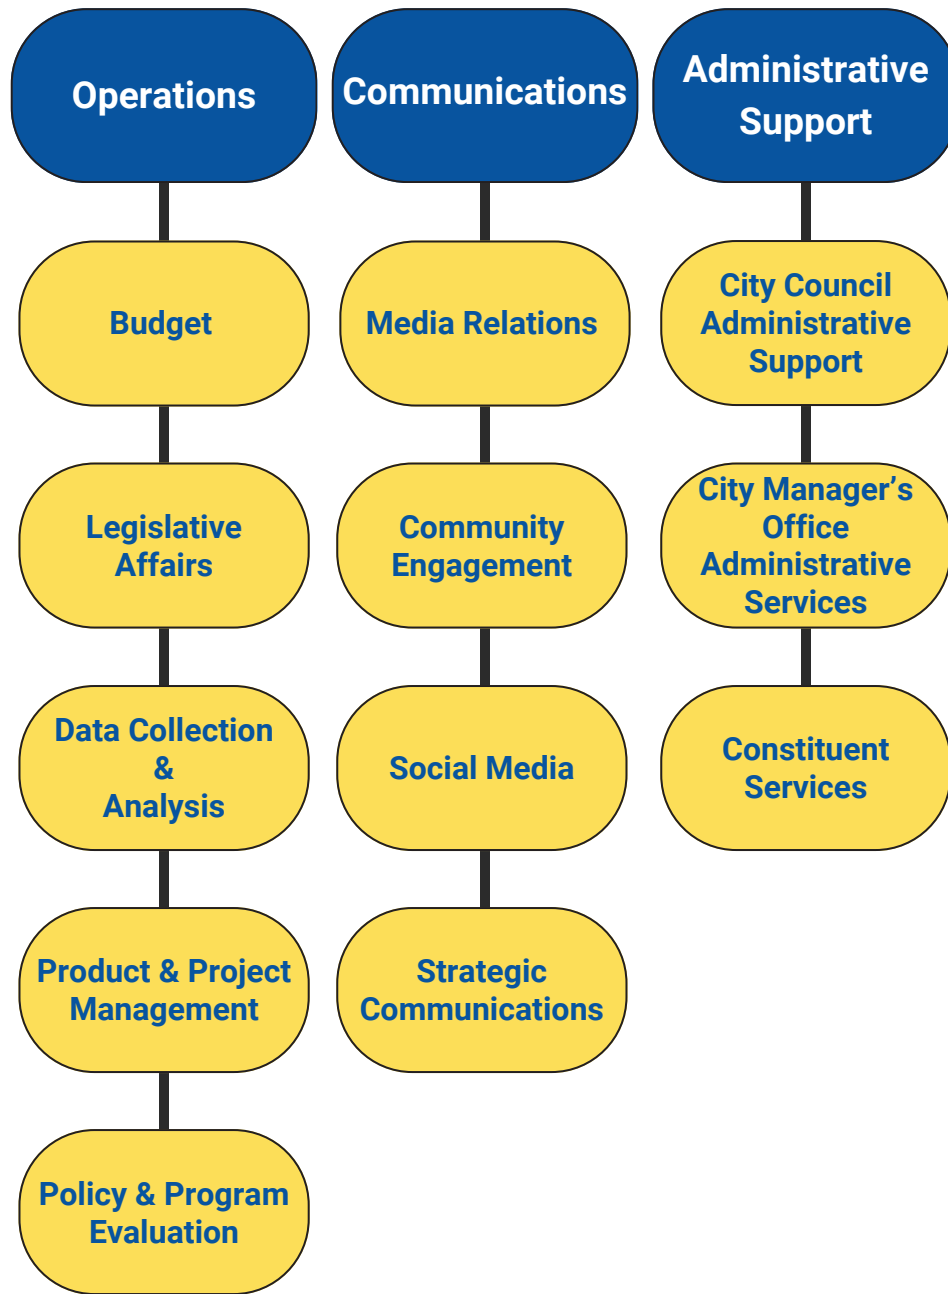 Operations
Budget
Legislative
Affairs
Data Collection
&
Analysis
Product & Project
Management
Policy & Program
Evaluation
Communications
Media Relations
Community
Engagement
Social Media
Strategic
Communications
Administrative
Support
City Council
Administrative
Support
City Manager’s
Office
Administrative
Services
Constituent
Services